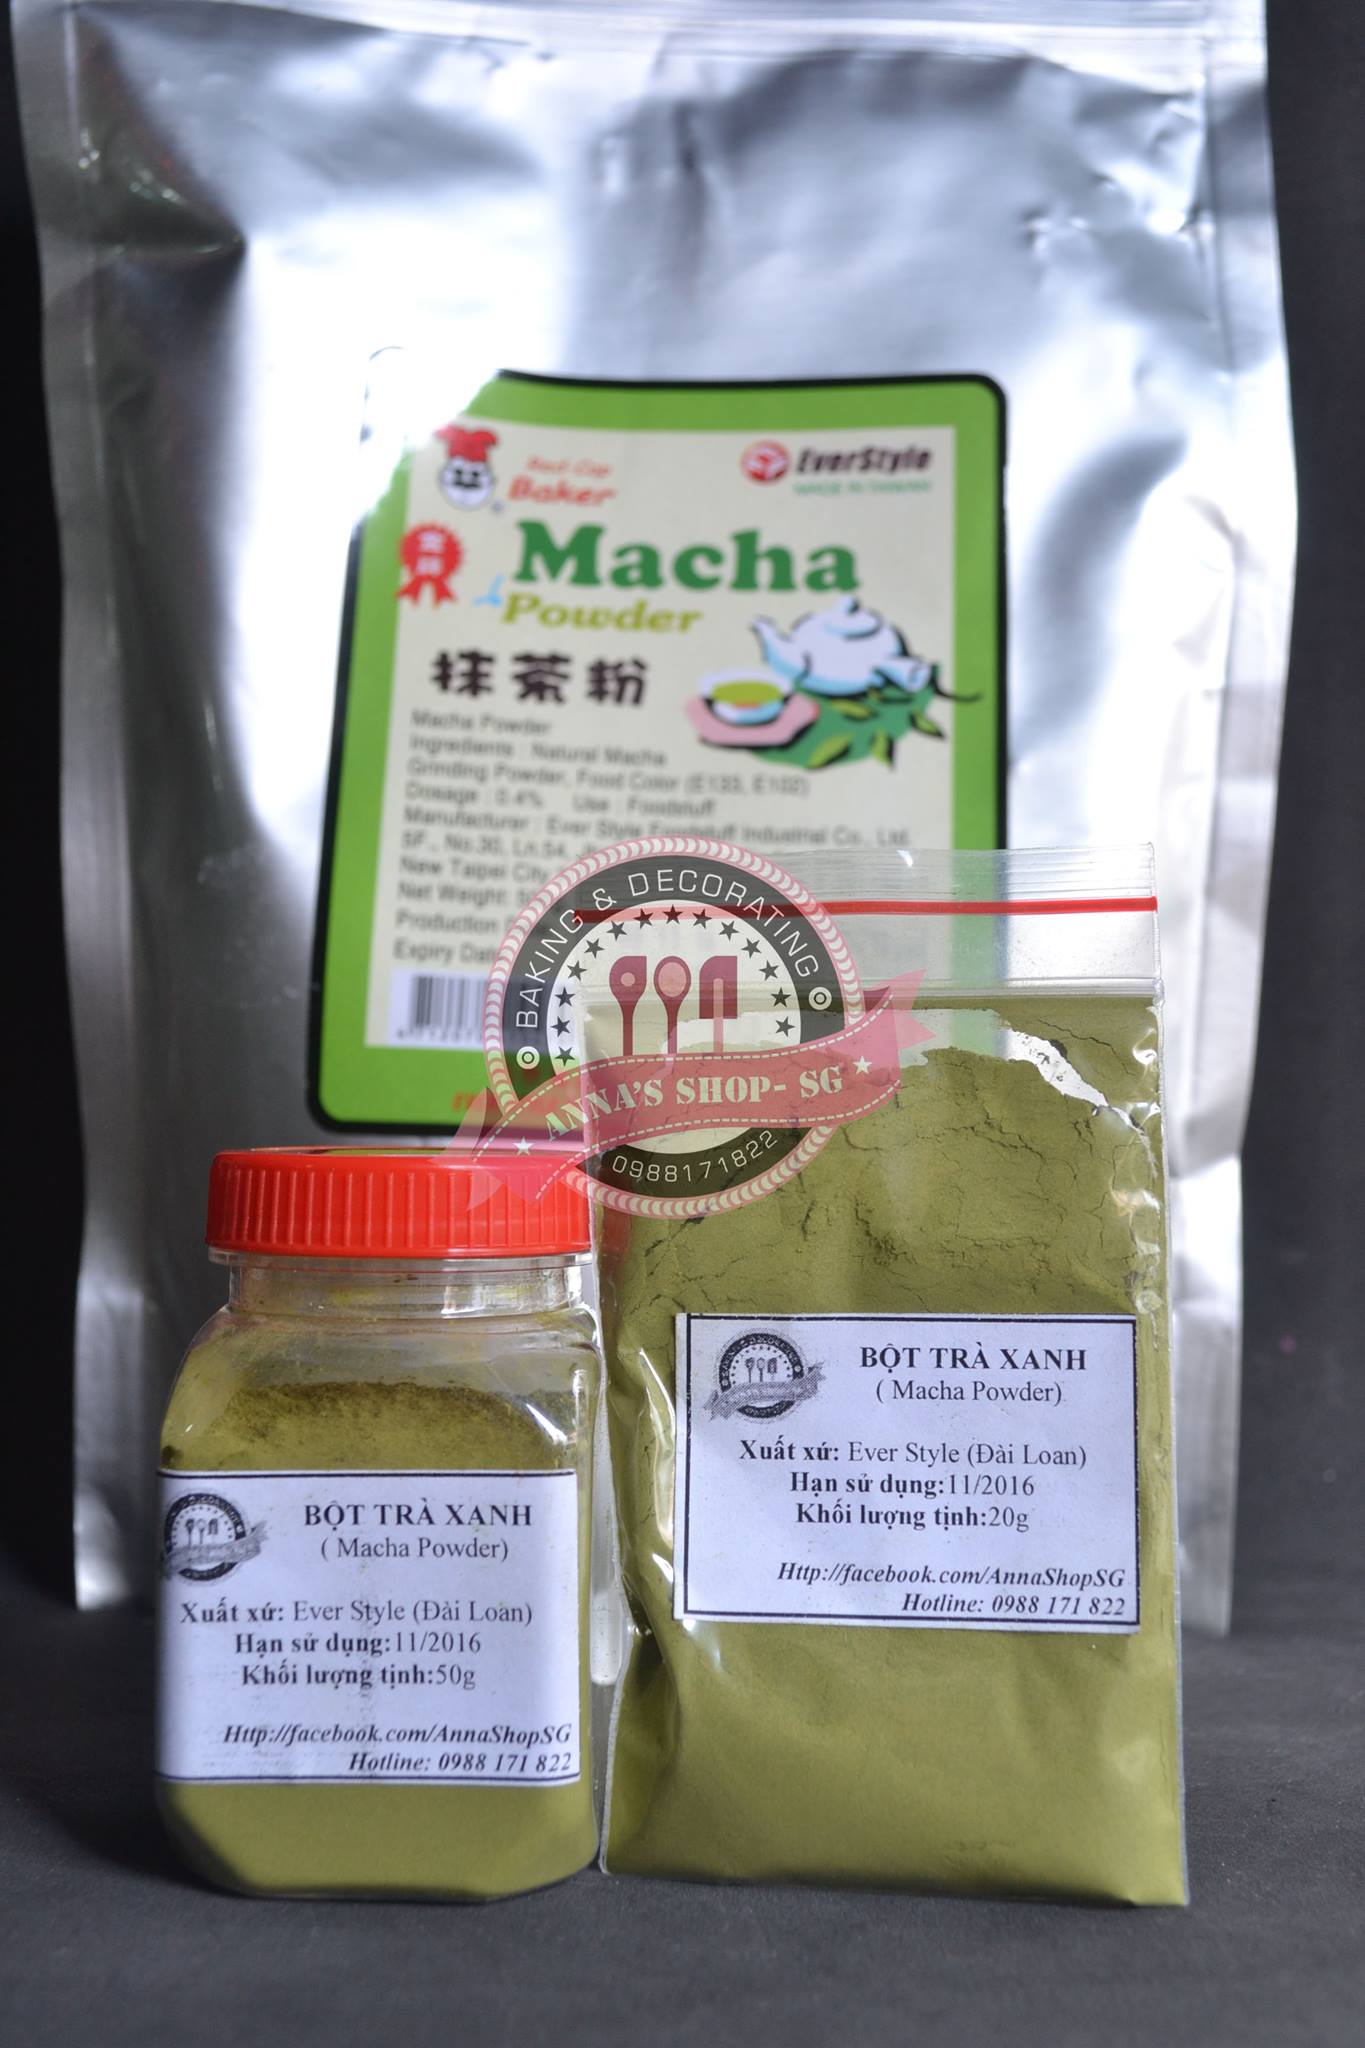 Red Cap
Baker
EverStyle
MADE IN TAIWAN
Macha
Powder
抹茶粉
Macha Powder
Ingredients : Natural Macha
Grinding Powder, Food Color (E133, E102)
Dosage : 0.4% Use : Foodstuff
Manufacturer : Ever Style Foodstuff Industrial Co., Ltd.
5F., No.30, Ln.54,
New Taipei City
Net Weight:
Production
Expiry Date
BAKING & DECORATING
ANNA'S SHOP- SG
0988171822
BỘT TRÀ XANH
( Macha Powder)
Xuất xứ: Ever Style (Đài Loan)
Hạn sử dụng:11/2016
Khối lượng tịnh:20g
Http://facebook.com/AnnaShopSG
Hotline: 0988 171 822
BỘT TRÀ XANH
( Macha Powder)
Xuất xứ: Ever Style (Đài Loan)
Hạn sử dụng:11/2016
Khối lượng tịnh:50g
Http://facebook.com/AnnaShopSG
Hotline: 0988 171 822